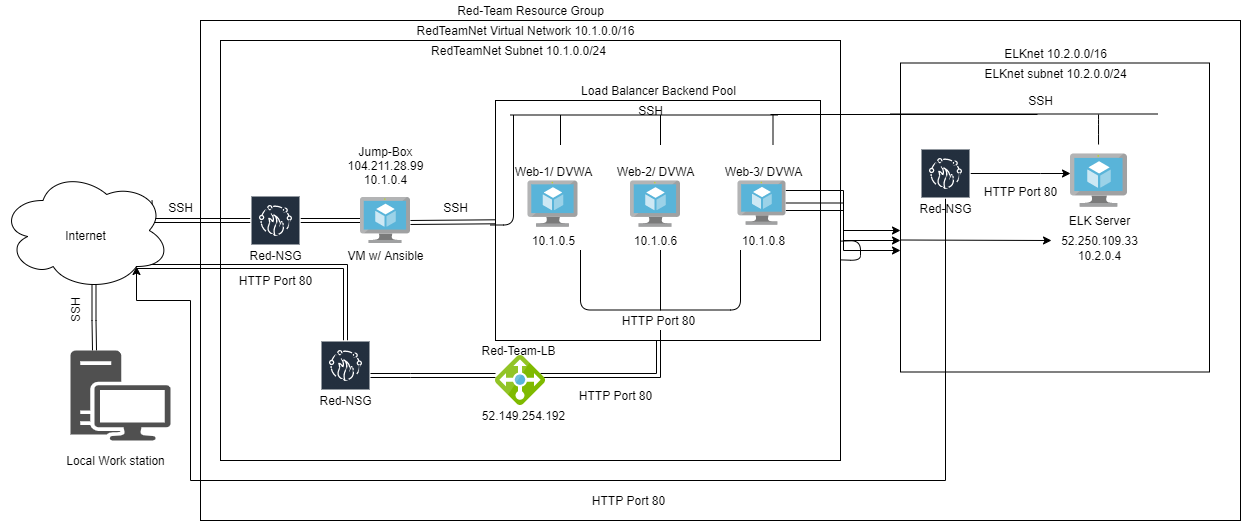 Red-Team Resource Group
RedTeamNet Virtual Network 10.1.0.0/16
RedTeamNet Subnet 10.1.0.0/24
ELKnet 10.2.0.0/16
ELKnet subnet 10.2.0.0/24
Load Balancer Backend Pool
SSH
SSH
Jump-Box
104.211.28.99
10.1.0.4
Web-1/ DVWA
Web-2/ DVWA
Web-3/ DVWA
HTTP Port 80
SSH
SSH
Red-NSG
ELK Server
Internet
10.1.0.5
10.1.0.6
10.1.0.8
52.250.109.33
10.2.0.4
Red-NSG
VM w/ Ansible
HTTP Port 80
SSH
HTTP Port 80
Red-Team-LB
Red-NSG
HTTP Port 80
52.149.254.192
Local Work station
HTTP Port 80